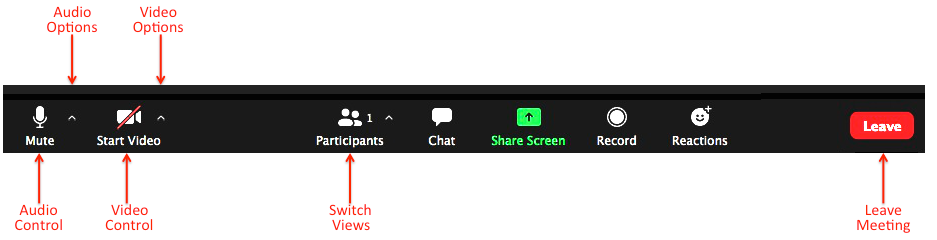 Audio
Options
Video
Options
1
Mute
Start Video
Participants
Chat
Share Screen
Record
Reactions
Leave
Audio
Control
Video
Control
Switch
Views
Leave
Meeting